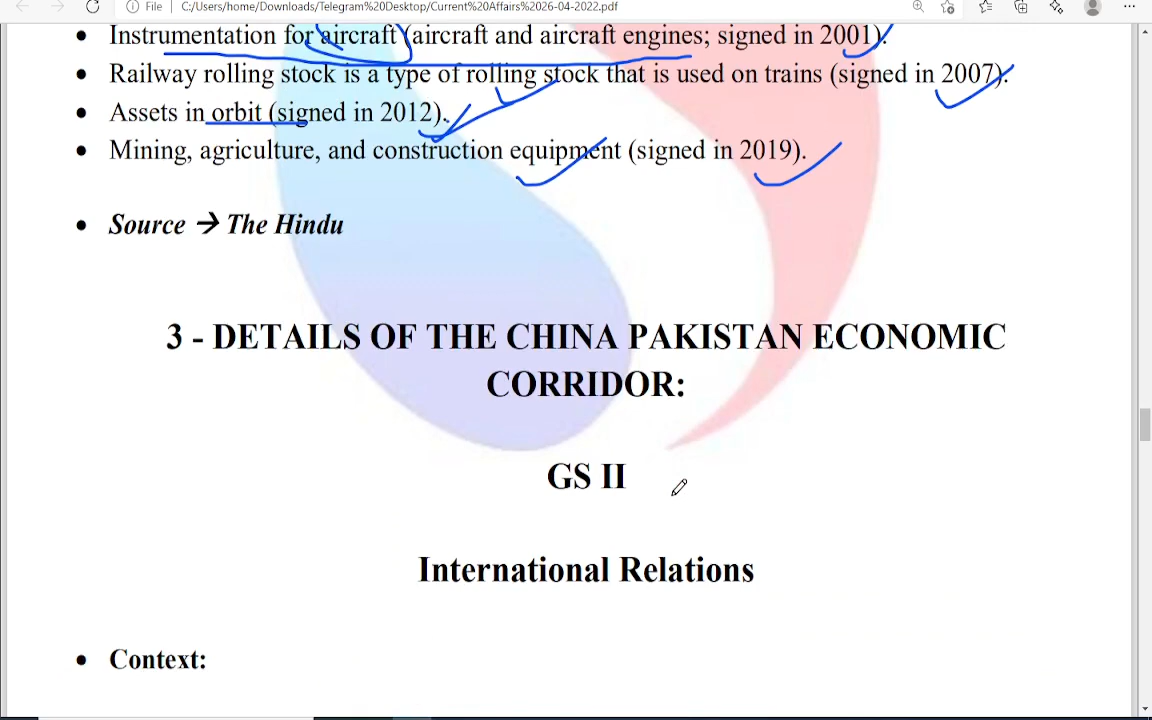 File
C:/Users/home/Downloads/Telegram%20Desktop/Current%20Affairs%2026-04-2022.pdf
• Instrumentation for aircraft (aircraft and aircraft engines; signed in 2001).
• Railway rolling stock is a type of rolling stock that is used on trains (signed in 2007).
• Assets in orbit (signed in 2012).
• Mining, agriculture, and construction equipment (signed in 2019).
• Source → The Hindu
3 - DETAILS OF THE CHINA PAKISTAN ECONOMIC
CORRIDOR:
GS II
International Relations
• Context: